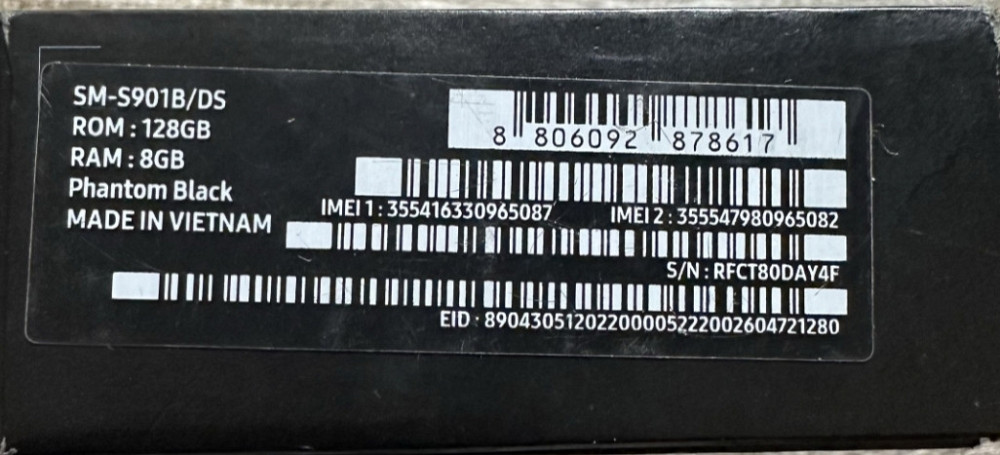 SM-S901B/DS
ROM : 128GB
RAM : 8GB
Phantom Black
MADE IN VIETNAM
8 806092 878617
IMEI 1 : 355416330965087 IMEI 2 : 355547980965082
S/N : RFCT80DAY4F
EID : 89043051202200005222002604721280